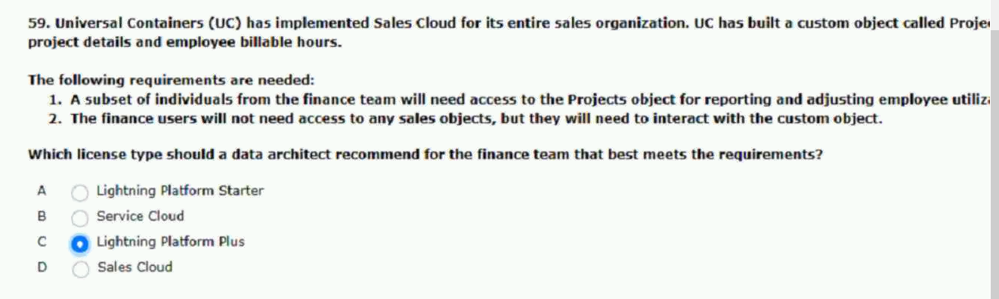 59. Universal Containers (UC) has implemented Sales Cloud for its entire sales organization. UC has built a custom object called
project details and employee billable hours.
The following requirements are needed:
1. A subset of individuals from the finance team will need access to the Projects object for reporting and adjusting employee
2. The finance users will not need access to any sales objects, but they will need to interact with the custom object.
Which license type should a data architect recommend for the finance team that best meets the requirements?
A Lightning Platform Starter
B Service Cloud
C Lightning Platform Plus
D Sales Cloud